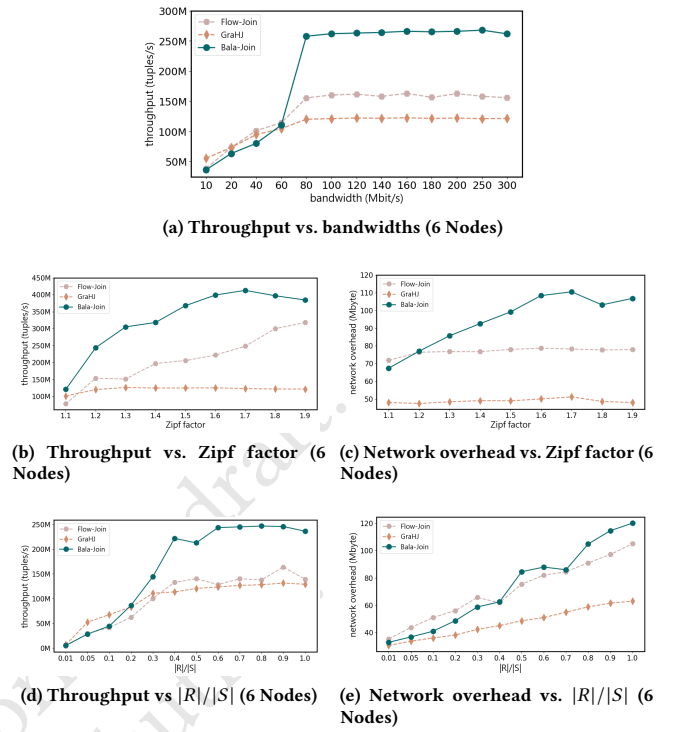 300M
250M
200M
150M
100M
50M
throughput (tuples/s)
Flow-Join
GraHJ
Bala-Join
10 20 40 60 80 100 120 140 160 180 200 250 300
bandwidth (Mbit/s)
(a) Throughput vs. bandwidths (6 Nodes)
450M
400M
350M
300M
250M
200M
150M
100M
throughput (tuples/s)
Flow-Join
GraHJ
Bala-Join
1.1 1.2 1.3 1.4 1.5 1.6 1.7 1.8 1.9
Zipf factor
(b) Throughput vs. Zipf factor (6
Nodes)
120
110
100
90
80
70
60
50
network overhead (Mbyte)
Flow-Join
GraHJ
Bala-Join
1.1 1.2 1.3 1.4 1.5 1.6 1.7 1.8 1.9
Zipf factor
(c) Network overhead vs. Zipf factor (6
Nodes)
250M
200M
150M
100M
50M
0M
throughput (tuples/s)
Flow-Join
GraHJ
Bala-Join
0.01 0.05 0.1 0.2 0.3 0.4 0.5 0.6 0.7 0.8 0.9 1.0
|R|/|S|
(d) Throughput vs |R|/|S| (6 Nodes)
120
100
80
60
40
network overhead (Mbyte)
Flow-Join
GraHJ
Bala-Join
0.01 0.05 0.1 0.2 0.3 0.4 0.5 0.6 0.7 0.8 0.9 1.0
|R|/|S|
(e) Network overhead vs. |R|/|S| (6
Nodes)